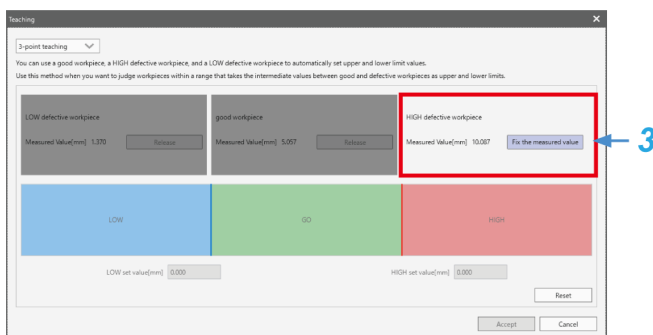 Teaching
3-point teaching
You can use a good workpiece, a HIGH defective workpiece, and a LOW defective workpiece to automatically set upper and lower limit values.
Use this method when you want to judge workpieces within a range that takes the intermediate values between good and defective workpieces as upper and lower limits.
LOW defective workpiece good workpiece HIGH defective workpiece
Measured Value[mm] 1.370 Release Measured Value[mm] 5.057 Release Measured Value[mm] 10.087 Fix the measured value 3
LOW GO HIGH
LOW set value[mm] 0.000 HIGH set value[mm] 0.000
Reset
Accept Cancel